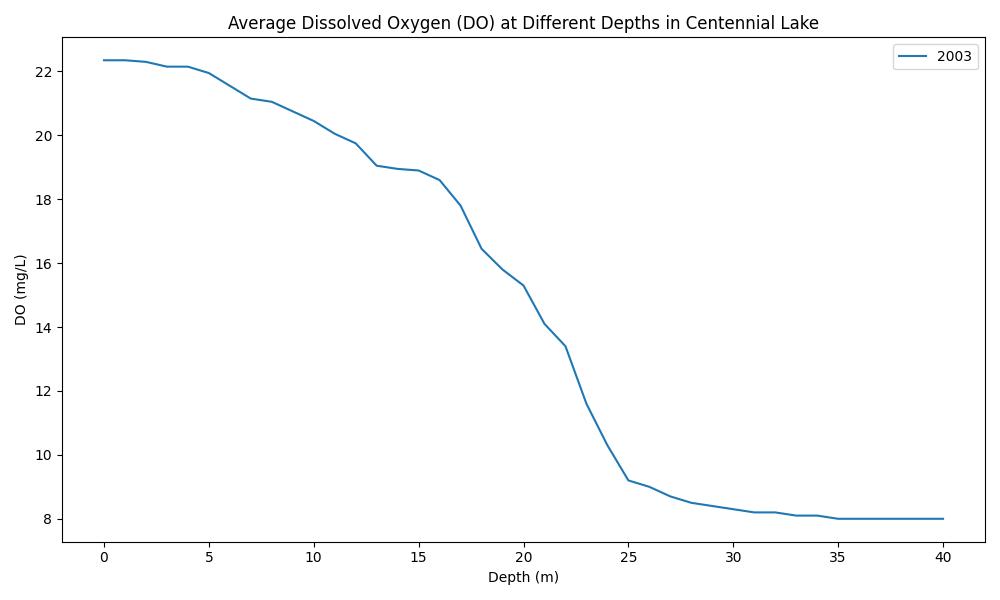 Average Dissolved Oxygen (DO) at Different Depths in Centennial Lake
2003
22
20
18
16
14
12
10
8
DO (mg/L)
0 5 10 15 20 25 30 35 40
Depth (m)